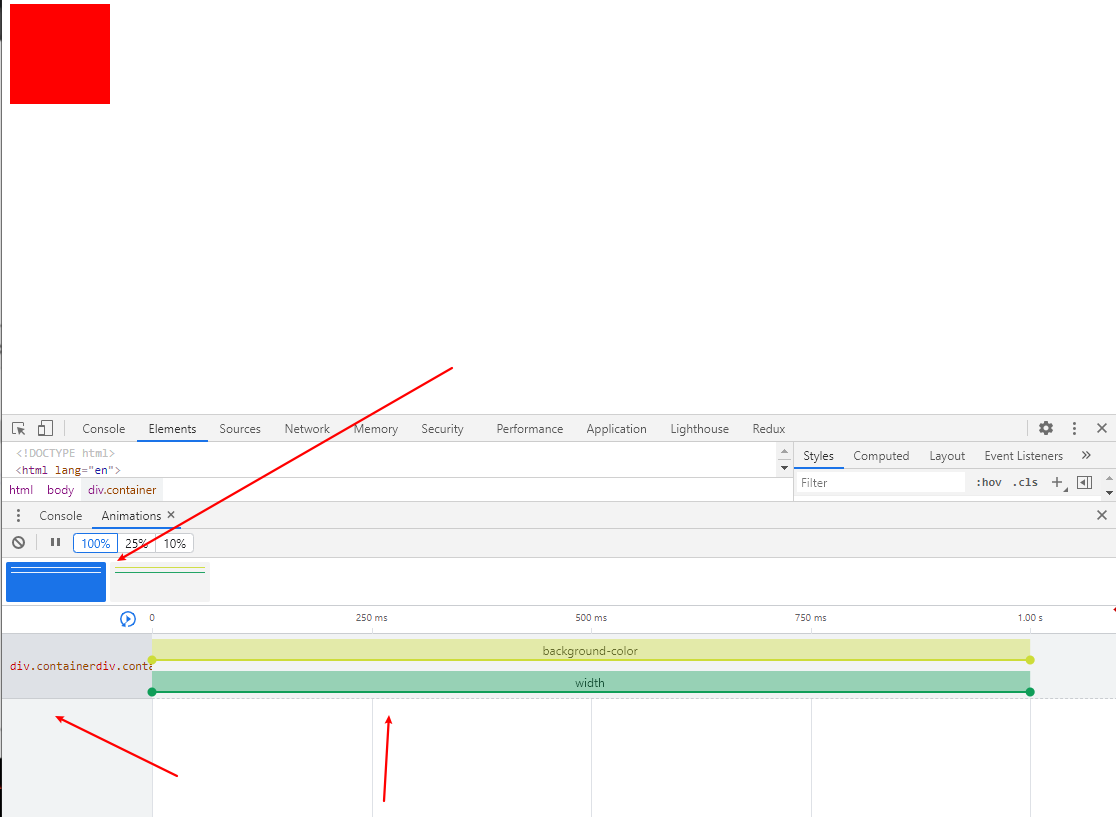 Console Elements Sources Network Memory Security Performance Application Lighthouse Redux
<!DOCTYPE html>
<html lang="en">
html body div.container
Styles Computed Layout Event Listeners »
Filter :hov .cls +
Console Animations ×
100% 25% 10%
0 250 ms 500 ms 750 ms 1.00 s
div.containerdiv.conta
background-color
width